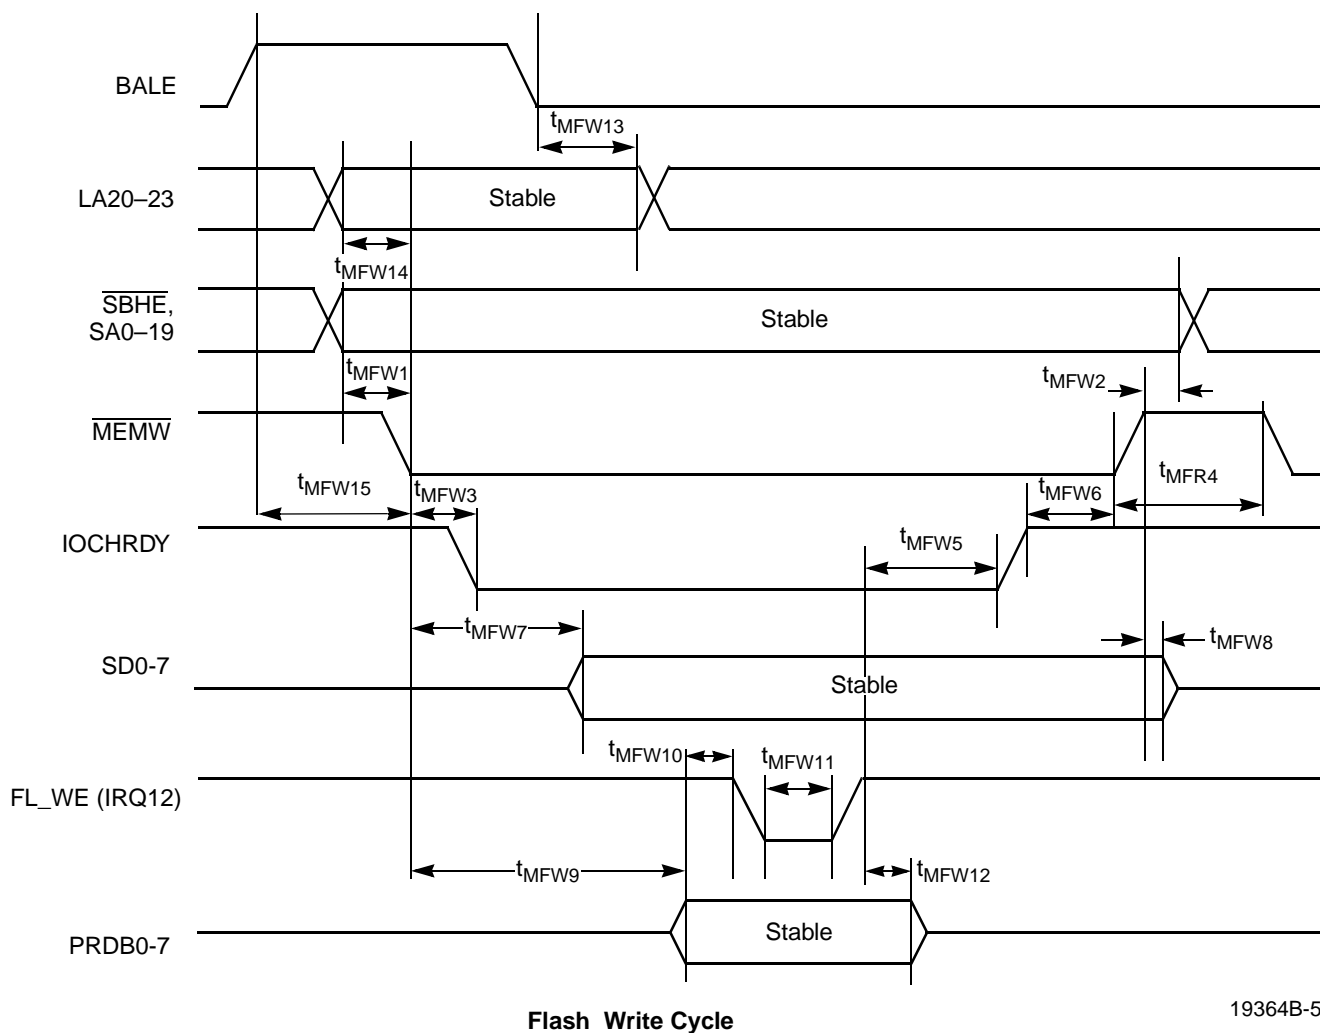 BALE
tMFW13
LA20–23
Stable
tMFW14
SBHE,
SA0–19
Stable
tMFW1
tMFW2
MEMW
tMFW15
tMFW3
tMFW6
tMFR4
IOCHRDY
tMFW5
tMFW7
tMFW8
SD0-7
Stable
tMFW10
tMFW11
FL_WE (IRQ12)
tMFW9
tMFW12
PRDB0-7
Stable
Flash Write Cycle
19364B-5